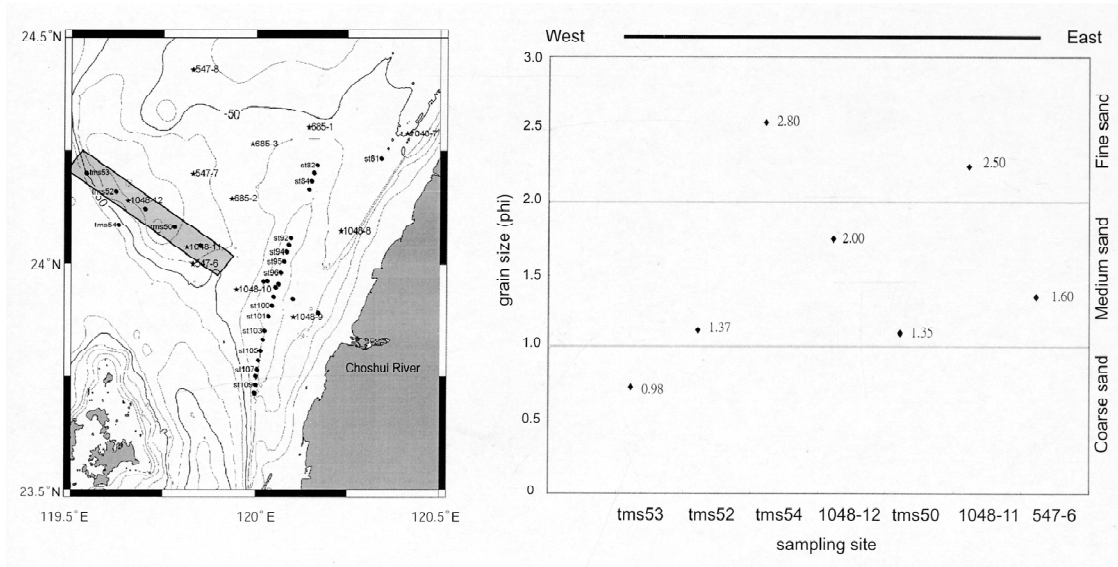 24.5°N
24°N
23.5°N
119.5 °E
120 °E
120.5 °E
547-8
-50
685-1
1040-7
685-3
st81
st82
st84
547-7
tms53
tms52
1048-12
685-2
50
tms54
tms50
1048-8
st92
1048-11
st94
547-6
st95
st96
1048-10
st100
st101
1048-9
st103
st105
Choshui River
st107
st109
West
East
grain size (phi)
3.0
2.5
2.0
1.5
1.0
0.5
0
2.80
2.50
2.00
1.60
1.37
1.35
0.98
Fine sanc
Medium sand
Coarse sand
tms53 tms52 tms54 1048-12 tms50 1048-11 547-6
sampling site